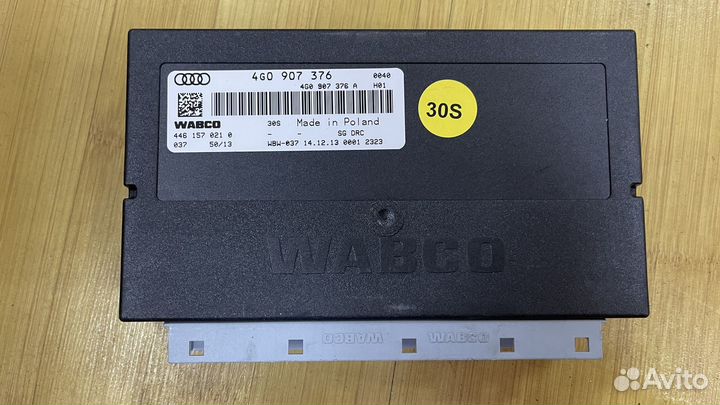 4G0 907 376 0040
4G0 907 376 A H01
WABCO 30S Made in Poland
446 157 021 0 - - SG DRC
037 50/13 WBW-037 14.12.13 0001 2323
30S
WABCO
WABCO WABCO
Avito